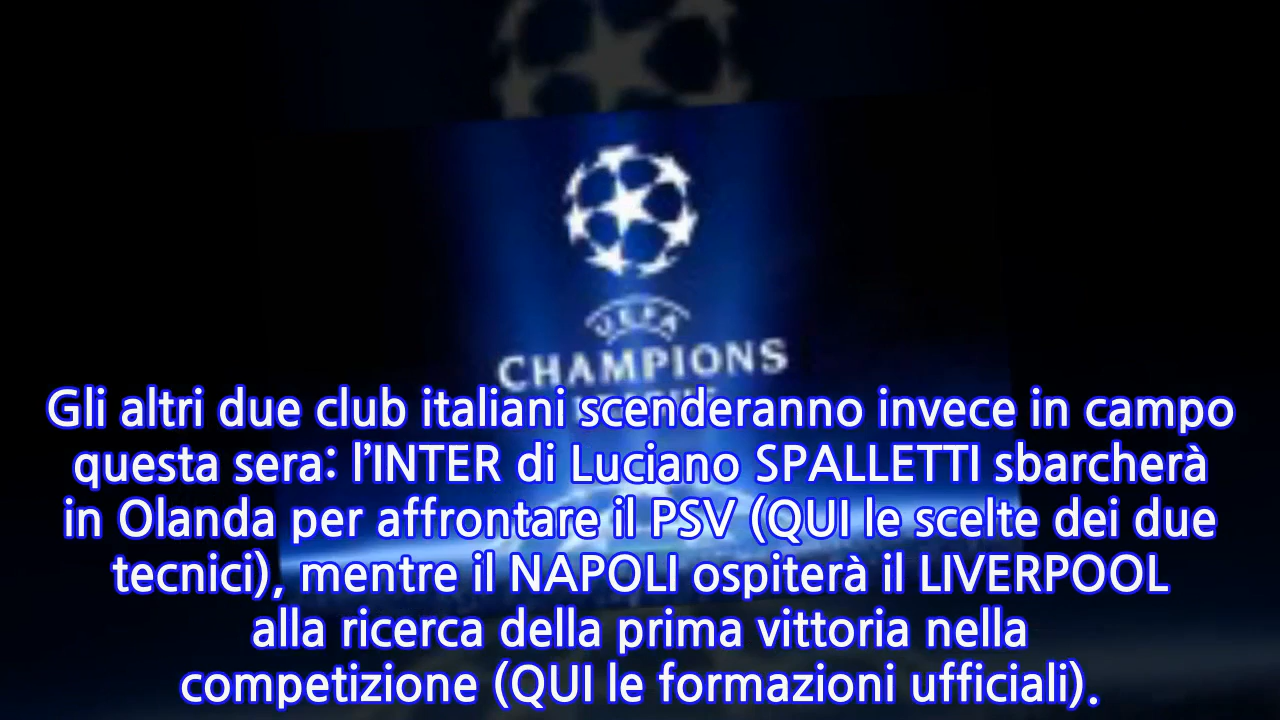 UEFA
CHAMPIONS
Gli altri due club italiani scenderanno invece in campo
questa sera: l’INTER di Luciano SPALLETTI sbarcherà
in Olanda per affrontare il PSV (QUI le scelte dei due
tecnici), mentre il NAPOLI ospiterà il LIVERPOOL
alla ricerca della prima vittoria nella
competizione (QUI le formazioni ufficiali).